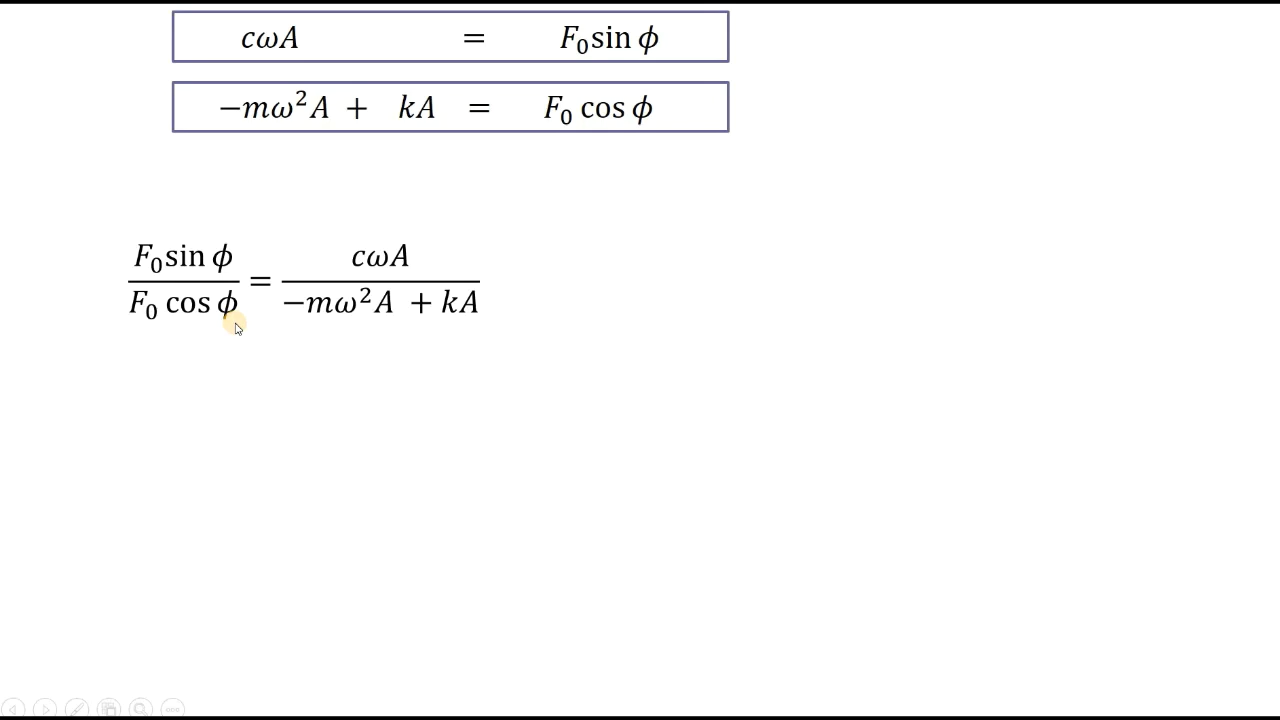 cωA = F₀sin ϕ
−mω²A + kA = F₀ cos ϕ
F₀sin ϕ / F₀ cos ϕ = cωA / −mω²A + kA